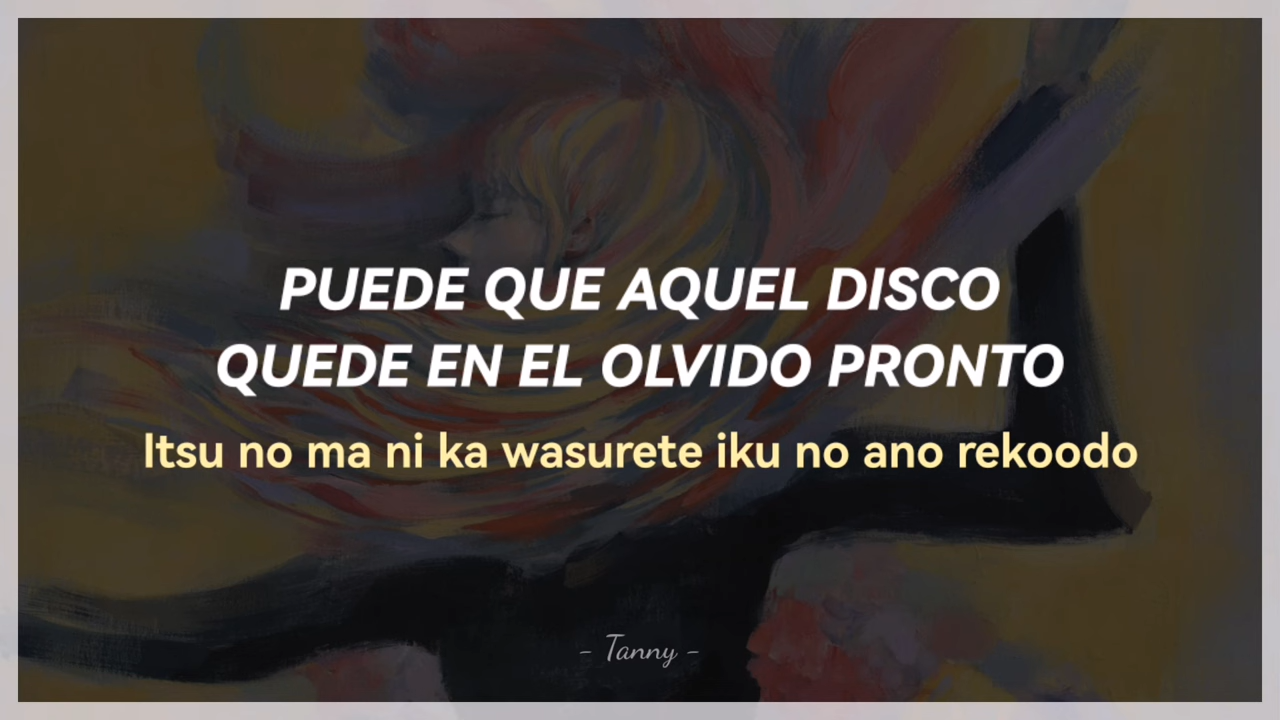 PUEDE QUE AQUEL DISCO
QUEDE EN EL OLVIDO PRONTO
Itsu no ma ni ka wasurete iku no ano rekoodo
- Tanny -